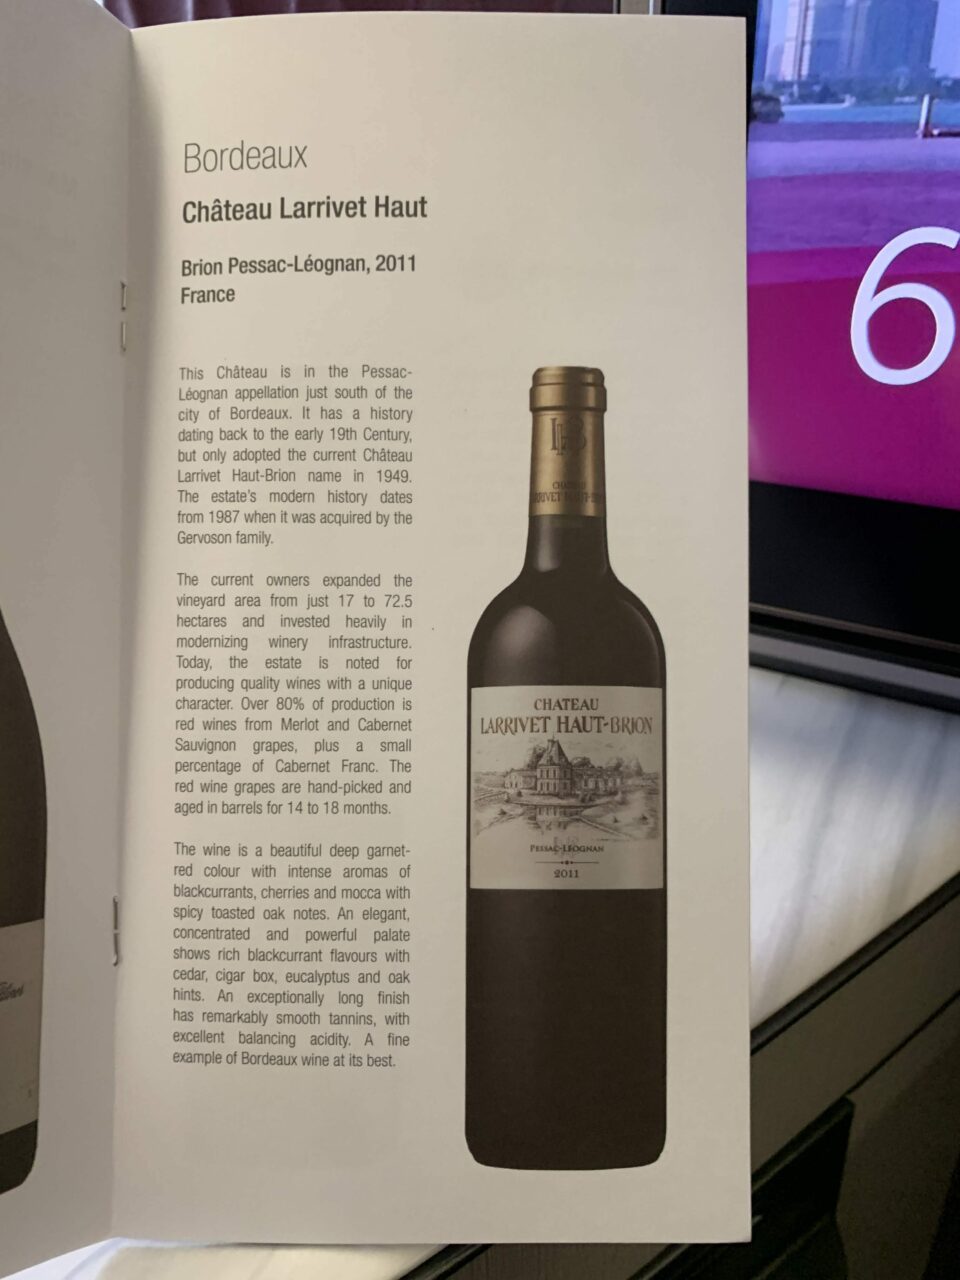 Bordeaux
Château Larrivet Haut
Brion Pessac-Léognan, 2011
France
This Château is in the Pessac-
Léognan appellation just south of the
city of Bordeaux. It has a history
dating back to the early 19th Century,
but only adopted the current Château
Larrivet Haut-Brion name in 1949.
The estate's modern history dates
from 1987 when it was acquired by the
Gervoson family.
The current owners expanded the
vineyard area from just 17 to 72.5
hectares and invested heavily in
modernizing winery infrastructure.
Today, the estate is noted for
producing quality wines with a unique
character. Over 80% of production is
red wines from Merlot and Cabernet
Sauvignon grapes, plus a small
percentage of Cabernet Franc. The
red wine grapes are hand-picked and
aged in barrels for 14 to 18 months.
The wine is a beautiful deep garnet-
red colour with intense aromas of
blackcurrants, cherries and mocca with
spicy toasted oak notes. An elegant,
concentrated and powerful palate
shows rich blackcurrant flavours with
cedar, cigar box, eucalyptus and oak
hints. An exceptionally long finish
has remarkably smooth tannins, with
excellent balancing acidity. A fine
example of Bordeaux wine at its best.
CHATEAU
LARRIVET HAUT-BRION
PESSAC-LÉOGNAN
2011
6